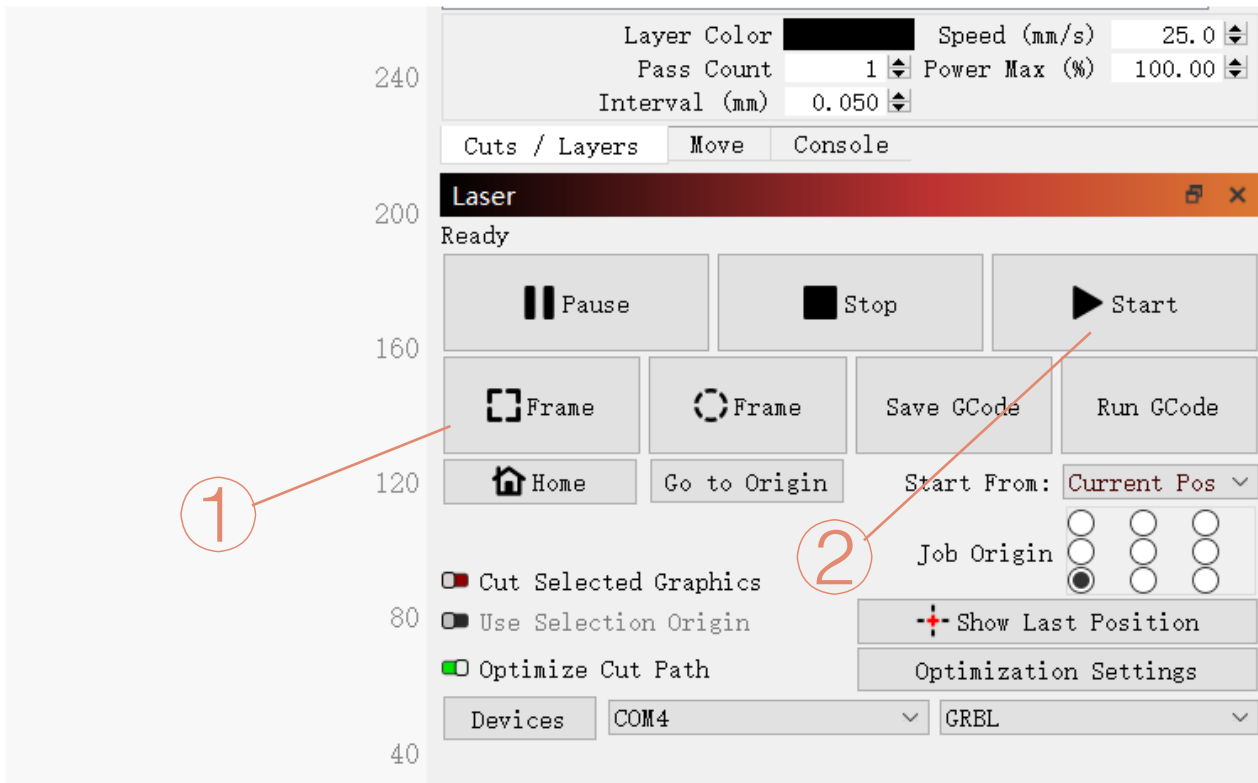 Layer Color Speed (mm/s) 25.0
240 Pass Count 1 Power Max (%) 100.00
Interval (mm) 0.050
Cuts / Layers Move Console
200 Laser
Ready
Pause Stop Start
160
Frame Frame Save GCode Run GCode
120 Home Go to Origin Start From: Current Pos
1
2 Job Origin
Cut Selected Graphics
80 Use Selection Origin Show Last Position
Optimize Cut Path Optimization Settings
Devices COM4 GRBL
40